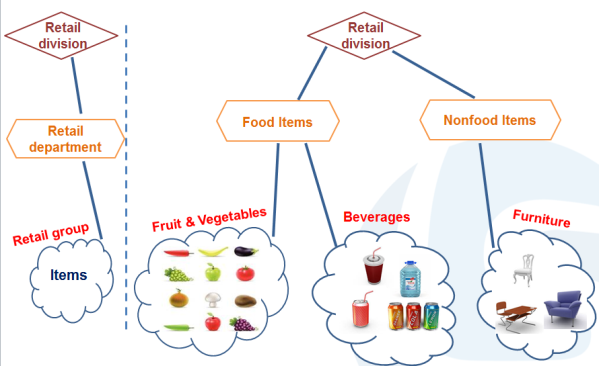 Retail
division
Retail
department
Retail group
Items
Retail
division
Food Items
Nonfood Items
Fruit & Vegetables
Beverages
Furniture